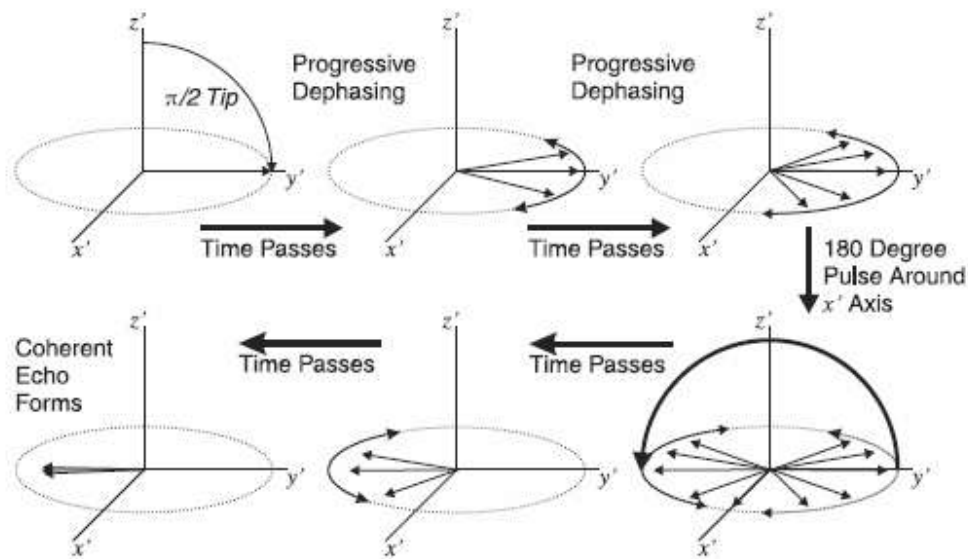 z'
π/2 Tip
y'
x'
Time Passes
z'
Progressive
Dephasing
y'
x'
Time Passes
z'
Progressive
Dephasing
y'
x'
180 Degree
Pulse Around
x' Axis
z'
Coherent
Echo
Forms
y'
x'
Time Passes
z'
y'
x'
Time Passes
z'
y'
x'